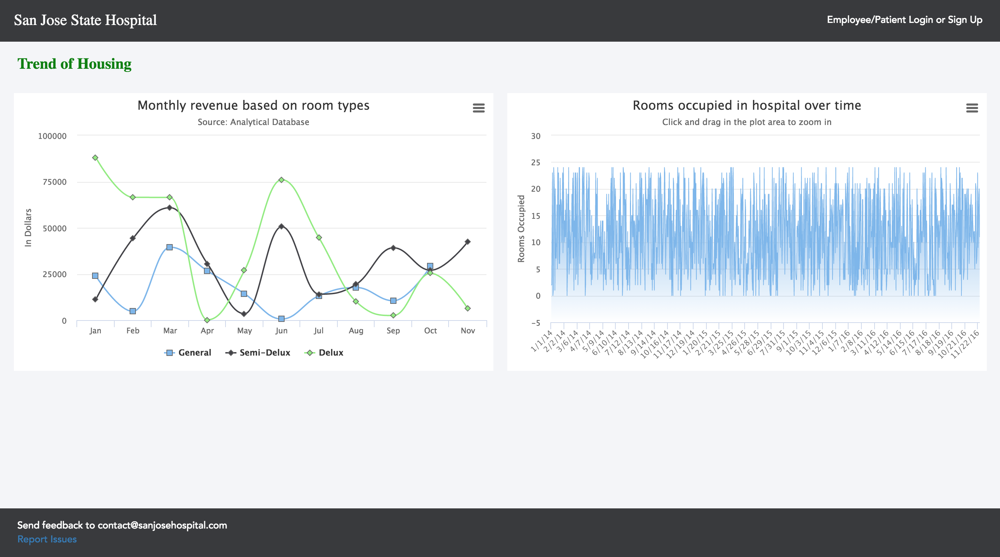 San Jose State Hospital
Employee/Patient Login or Sign Up
Trend of Housing
Monthly revenue based on room types
Source: Analytical Database
In Dollars
100000
75000
50000
25000
0
Jan Feb Mar Apr May Jun Jul Aug Sep Oct Nov
General Semi-Delux Delux
Rooms occupied in hospital over time
Click and drag in the plot area to zoom in
Rooms Occupied
30
25
20
15
10
5
0
-5
1/1/14 2/2/14 3/6/14 4/7/14 5/9/14 6/10/14 7/12/14 8/13/14 9/14/14 10/16/14 11/17/14 12/19/14 1/20/15 2/21/15 3/25/15 4/26/15 5/28/15 6/29/15 7/31/15 9/1/15 10/3/15 11/4/15 12/6/15 1/7/16 2/8/16 3/11/16 4/12/16 5/14/16 6/15/16 7/17/16 8/18/16 9/19/16 10/21/16 11/22/16
Send feedback to contact@sanjosehospital.com
Report Issues